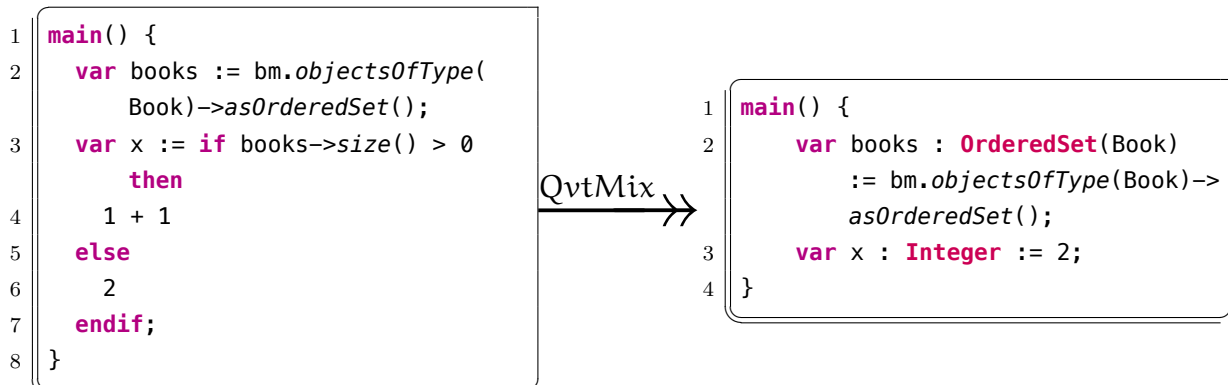 1 main() {
2 var books := bm.objectsOfType(
Book)->asOrderedSet();
3 var x := if books->size() > 0
then
4 1 + 1
5 else
6 2
7 endif;
8 }
QvtMix
1 main() {
2 var books : OrderedSet(Book)
:= bm.objectsOfType(Book)->
asOrderedSet();
3 var x : Integer := 2;
4 }